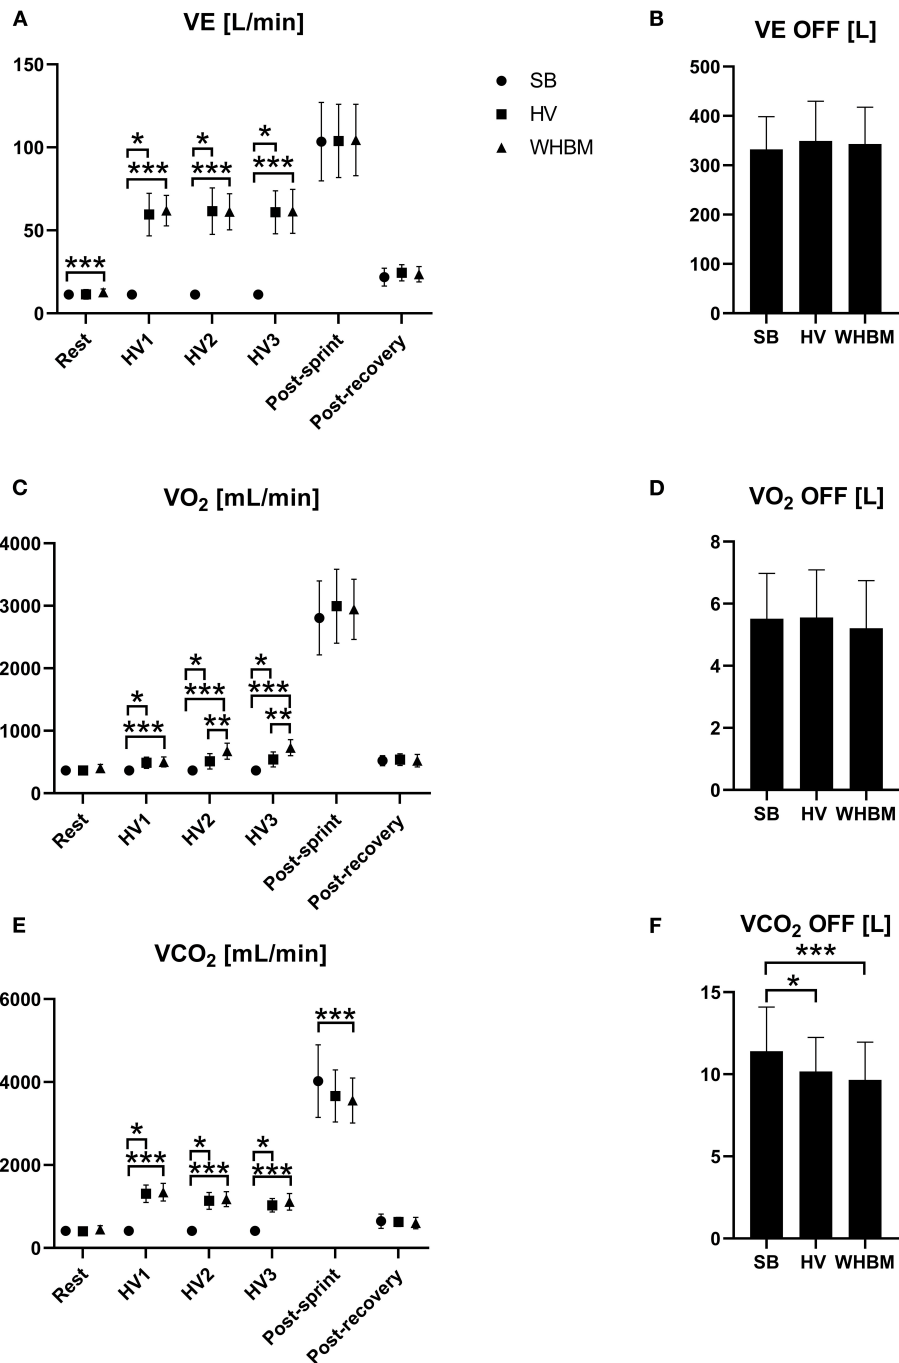 A
VE [L/min]
150
100
50
0
*
***
*
***
*
***
***
Rest
HV1
HV2
HV3
Post-sprint
Post-recovery
SB
HV
WHBM
B
VE OFF [L]
500
400
300
200
100
0
SB
HV
WHBM
C
VO₂ [mL/min]
4000
3000
2000
1000
0
*
***
*
***
**
*
***
**
Rest
HV1
HV2
HV3
Post-sprint
Post-recovery
D
VO₂ OFF [L]
8
6
4
2
0
SB
HV
WHBM
E
VCO₂ [mL/min]
6000
4000
2000
0
*
***
*
***
*
***
***
Rest
HV1
HV2
HV3
Post-sprint
Post-recovery
F
VCO₂ OFF [L]
***
*
15
10
5
0
SB
HV
WHBM